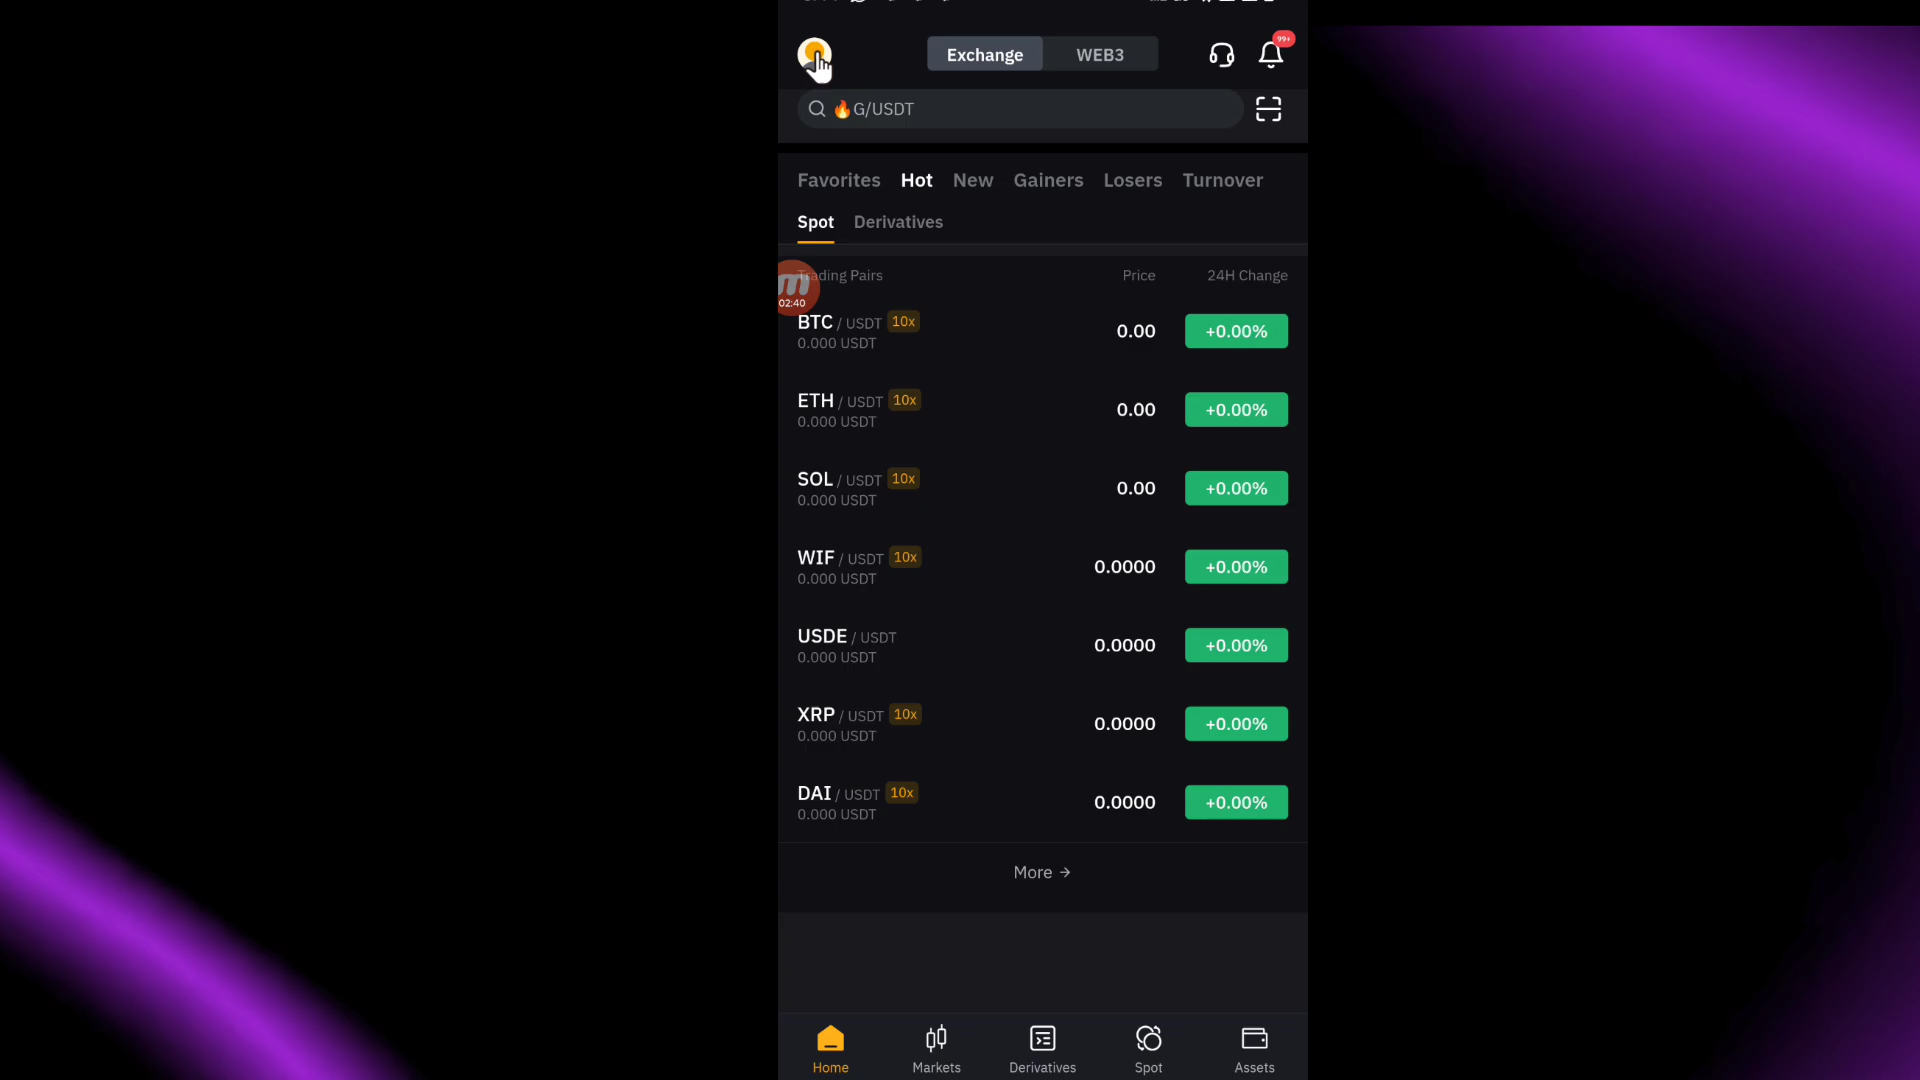 Exchange WEB3 99+
🔥G/USDT
Favorites Hot New Gainers Losers Turnover
Spot Derivatives
Trading Pairs Price 24H Change
02:40
BTC / USDT 10x 0.00 +0.00%
0.000 USDT
ETH / USDT 10x 0.00 +0.00%
0.000 USDT
SOL / USDT 10x 0.00 +0.00%
0.000 USDT
WIF / USDT 10x 0.0000 +0.00%
0.000 USDT
USDE / USDT 0.0000 +0.00%
0.000 USDT
XRP / USDT 10x 0.0000 +0.00%
0.000 USDT
DAI / USDT 10x 0.0000 +0.00%
0.000 USDT
More →
Home Markets Derivatives Spot Assets